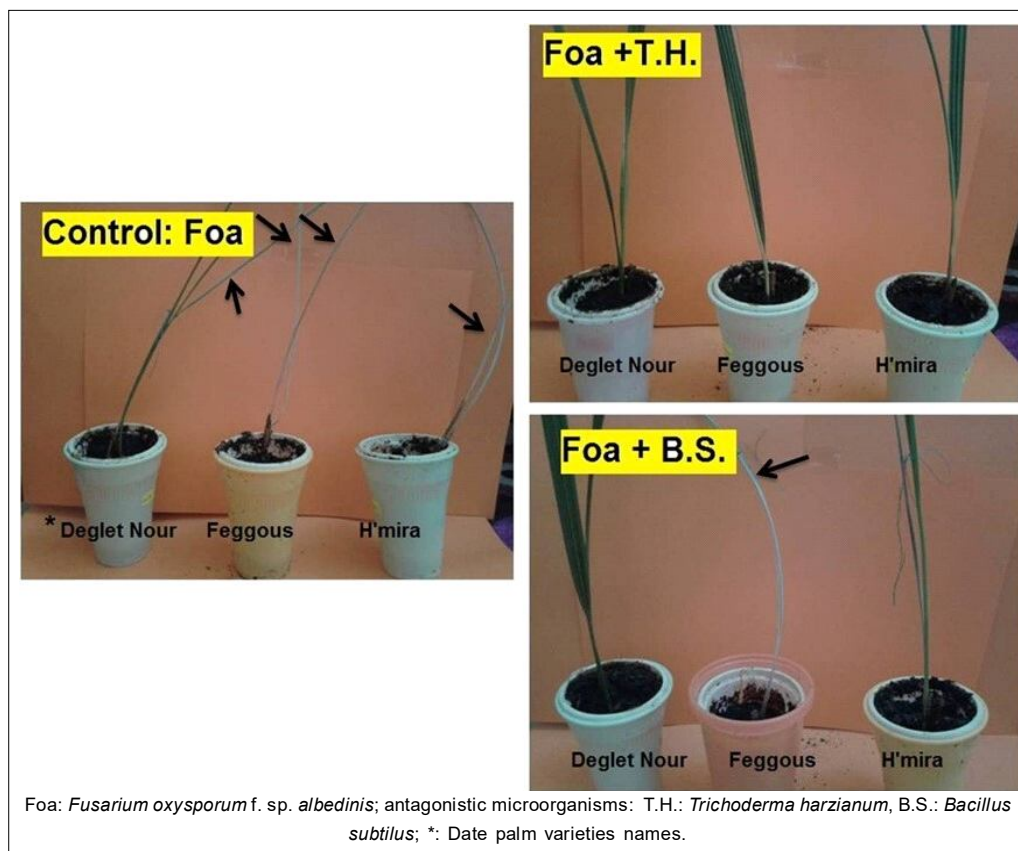 Control: Foa
* Deglet Nour Feggous H'mira
Foa +T.H.
Deglet Nour Feggous H'mira
Foa + B.S.
Deglet Nour Feggous H'mira
Foa: Fusarium oxysporum f. sp. albedinis; antagonistic microorganisms: T.H.: Trichoderma harzianum, B.S.: Bacillus
subtilus; *: Date palm varieties names.